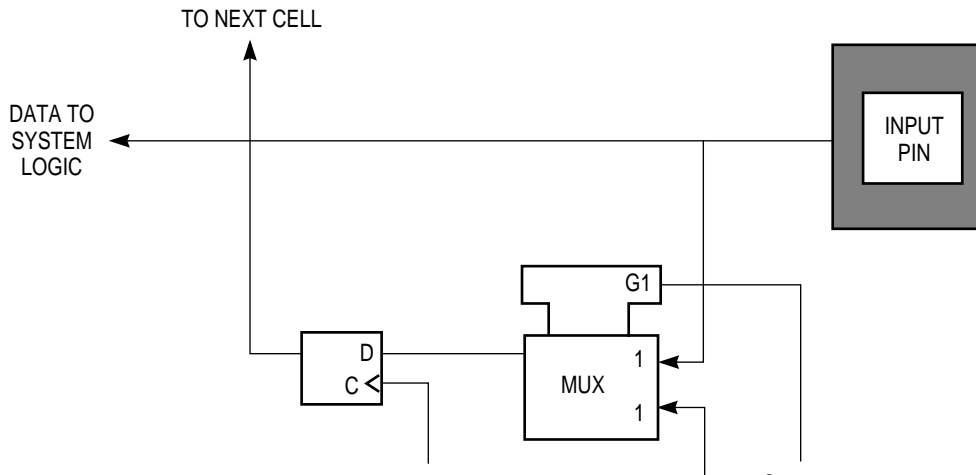 TO NEXT CELL
DATA TO
SYSTEM
LOGIC
INPUT
PIN
G1
D
C
1
MUX
1